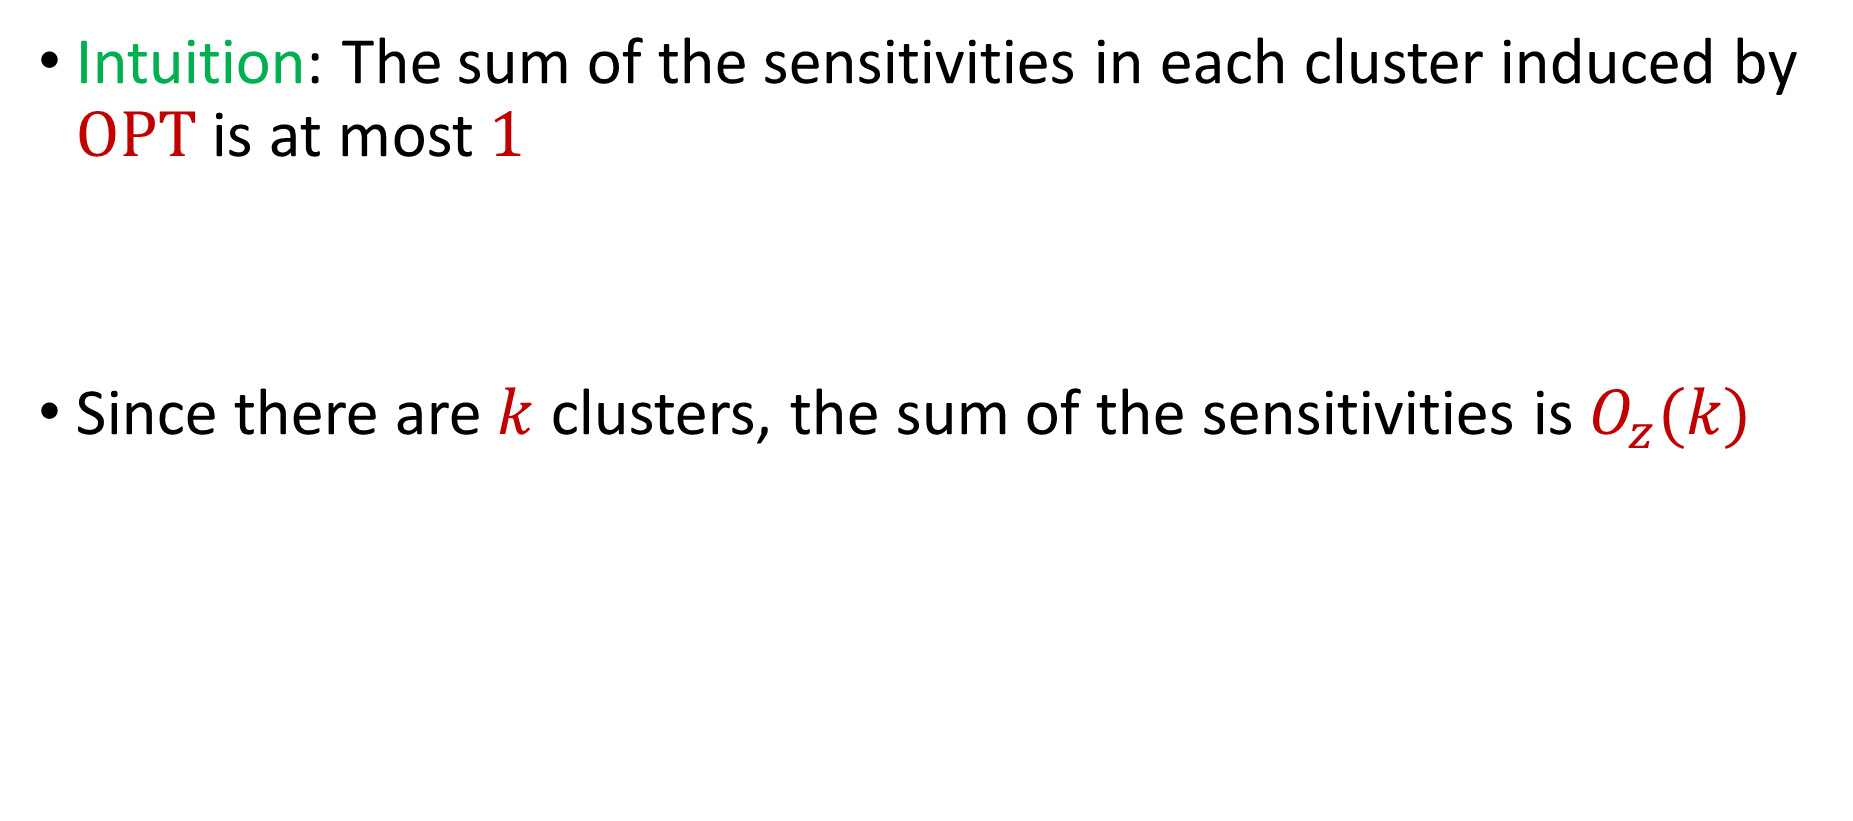 • Intuition: The sum of the sensitivities in each cluster induced by
OPT is at most 1
• Since there are k clusters, the sum of the sensitivities is O_z(k)